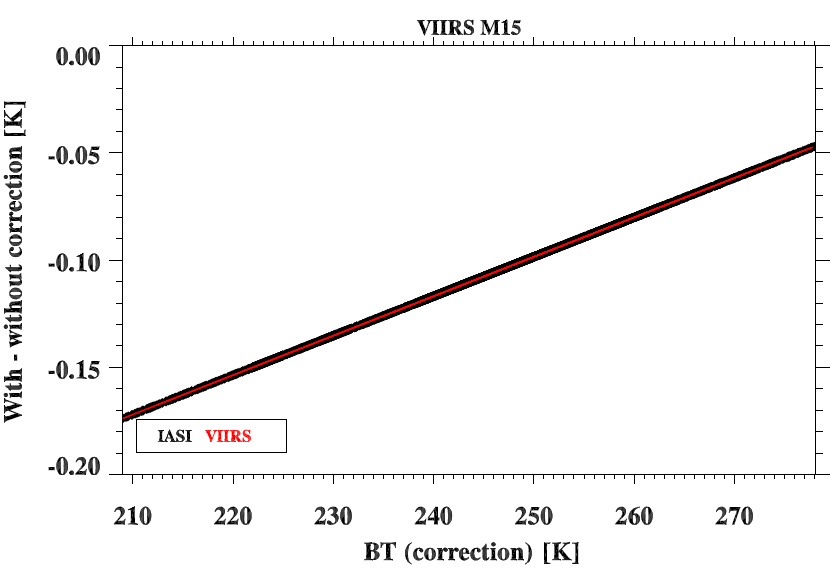 VIIRS M15
With - without correction [K]
0.00
-0.05
-0.10
-0.15
-0.20
IASI VIIRS
210 220 230 240 250 260 270
BT (correction) [K]